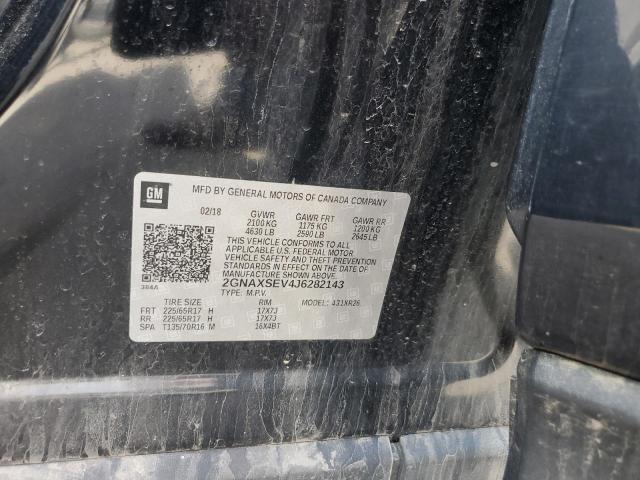 GM
MFD BY GENERAL MOTORS OF CANADA COMPANY
02/18 GVWR GAWR FRT GAWR RR
2100 KG 1175 KG 1200 KG
4630 LB 2590 LB 2645 LB
THIS VEHICLE CONFORMS TO ALL
APPLICABLE U.S. FEDERAL MOTOR
VEHICLE SAFETY AND THEFT PREVENTION
STANDARDS IN EFFECT ON THE DATE OF
MANUFACTURE SHOWN ABOVE.
384A 2GNAXSEV4J6282143
TYPE: M.P.V. MODEL: 431XR26
TIRE SIZE RIM
FRT 225/65R17 H 17X7J
RR 225/65R17 H 17X7J
SPA T135/70R16 M 16X4BT